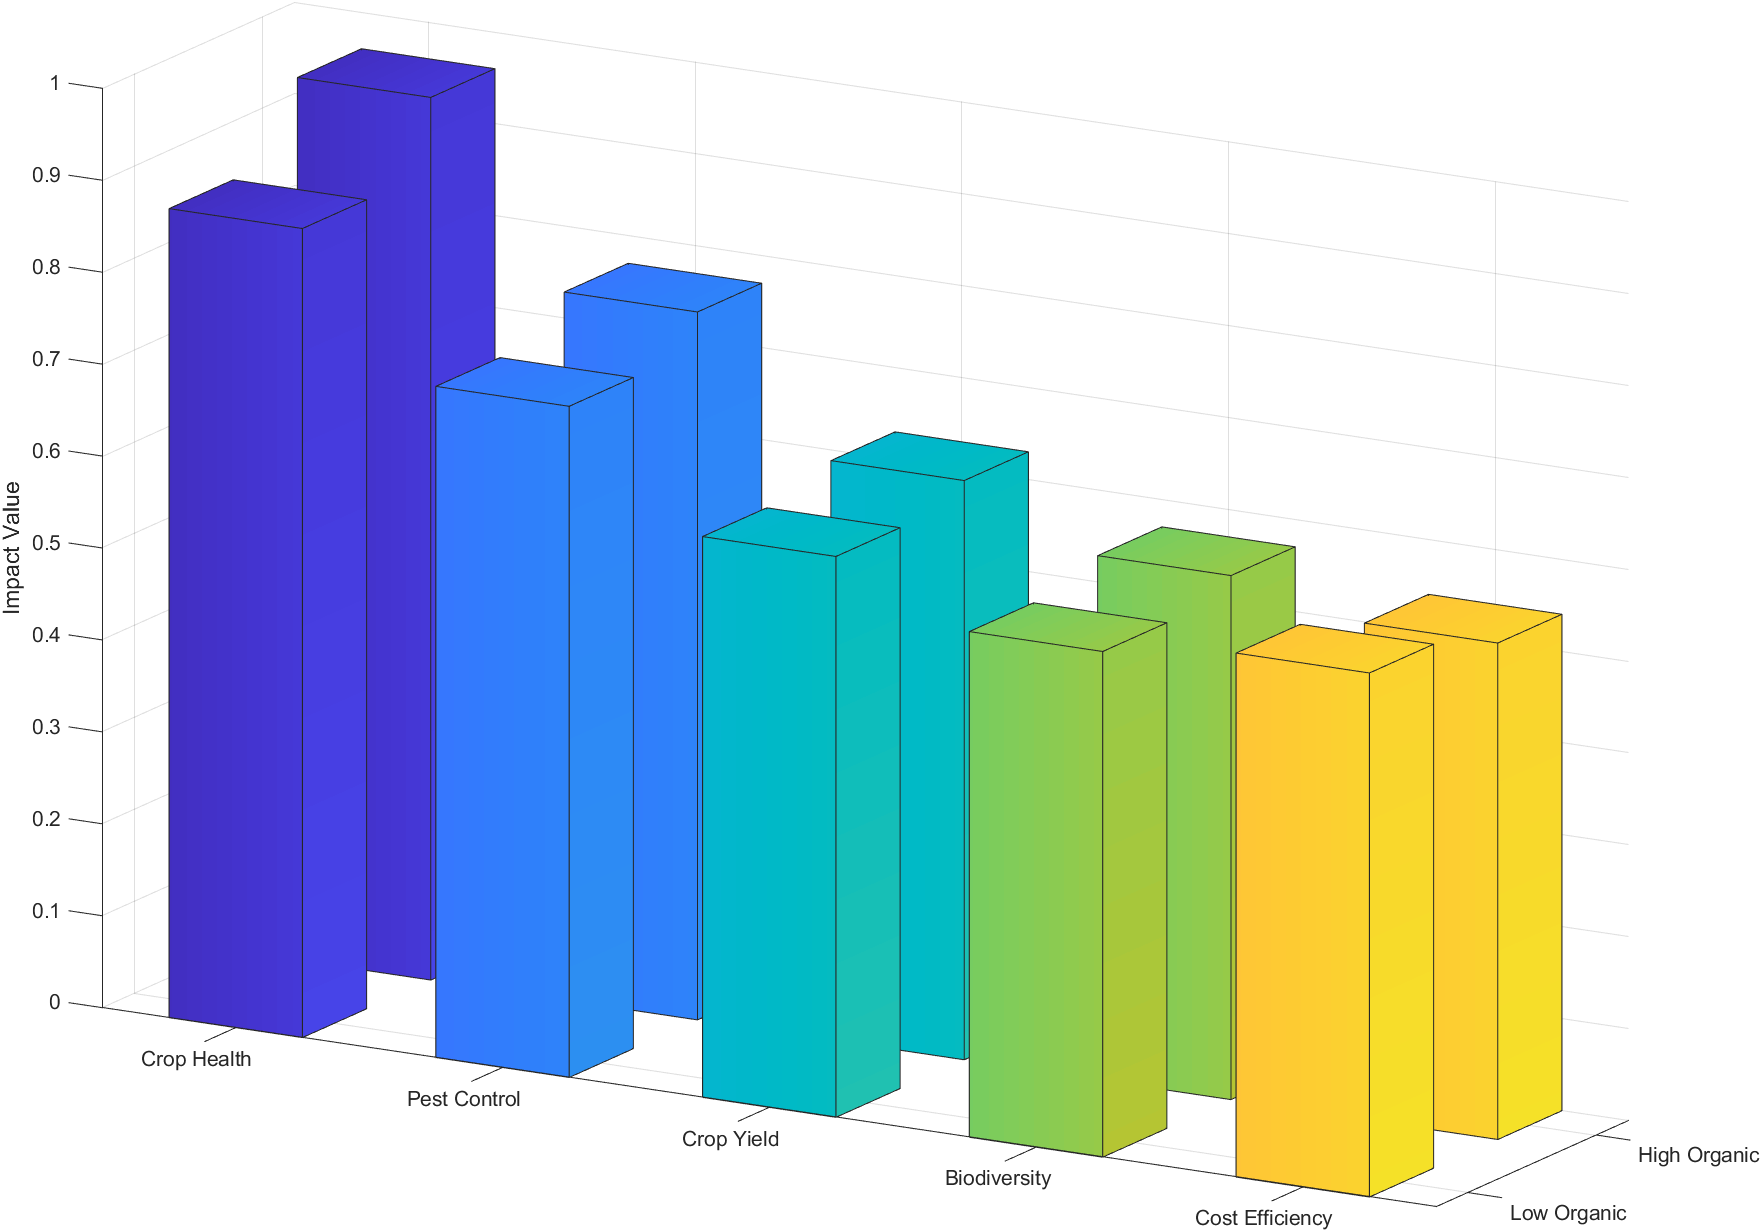 1
0.9
0.8
0.7
0.6
0.5
0.4
0.3
0.2
0.1
0
Impact Value
Crop Health
Pest Control
Crop Yield
Biodiversity
Cost Efficiency
Low Organic
High Organic